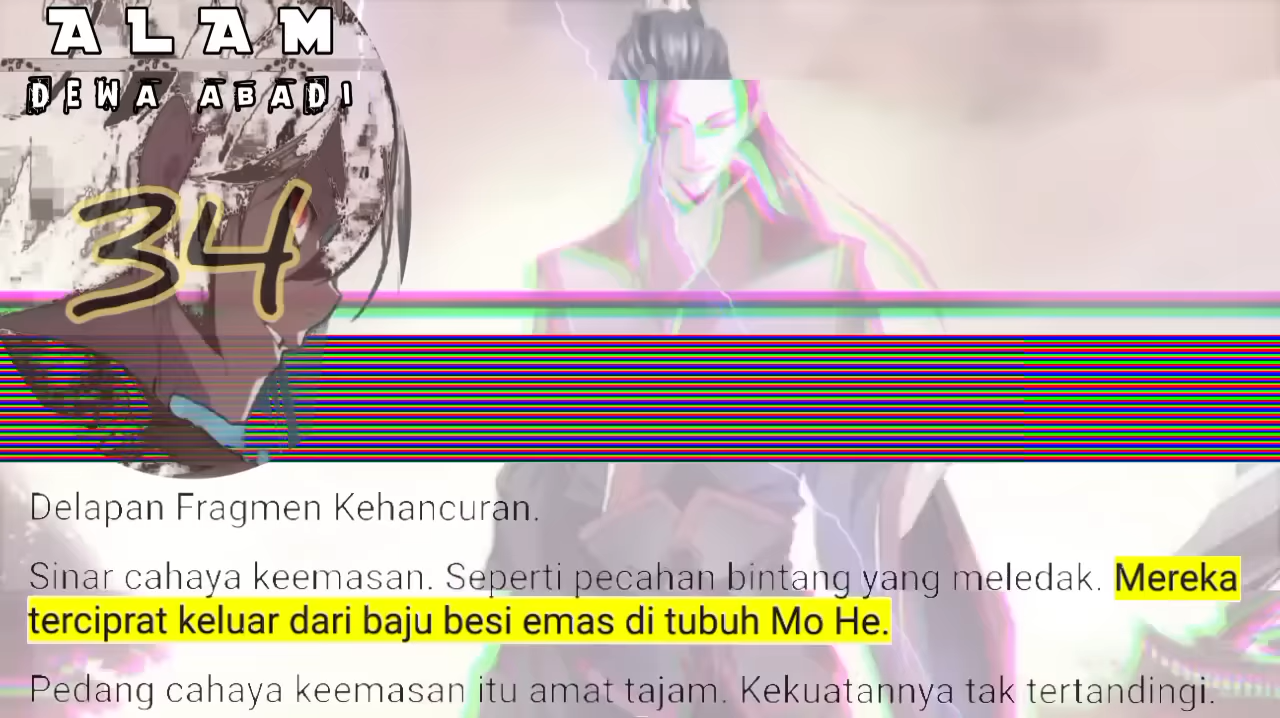 ALAM
DEWA ABADI
34
Delapan Fragmen Kehancuran.
Sinar cahaya keemasan. Seperti pecahan bintang yang meledak. Mereka
terciprat keluar dari baju besi emas di tubuh Mo He.
Pedang cahaya keemasan itu amat tajam. Kekuatannya tak tertandingi.